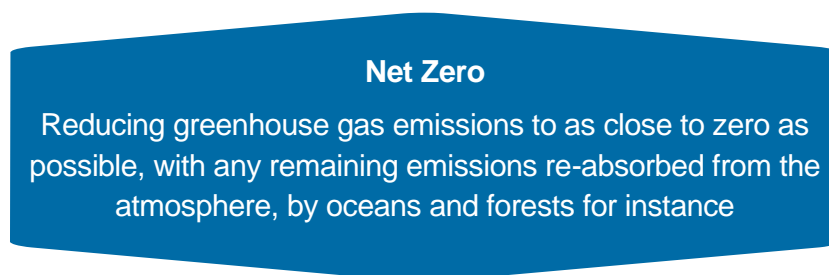 Net Zero
Reducing greenhouse gas emissions to as close to zero as
possible, with any remaining emissions re-absorbed from the
atmosphere, by oceans and forests for instance